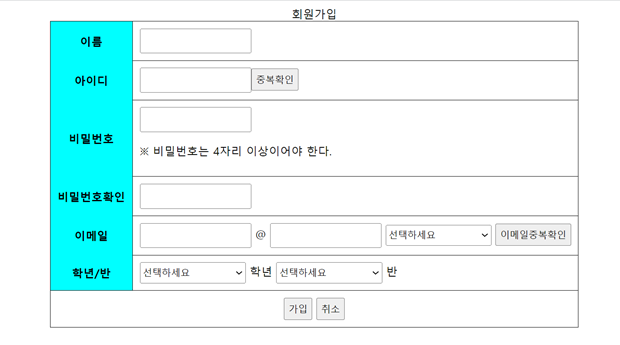 회원가입
이름
아이디 중복확인
비밀번호
※ 비밀번호는 4자리 이상이어야 한다.
비밀번호확인
이메일 @ 선택하세요 이메일중복확인
학년/반 선택하세요 학년 선택하세요 반
가입 취소